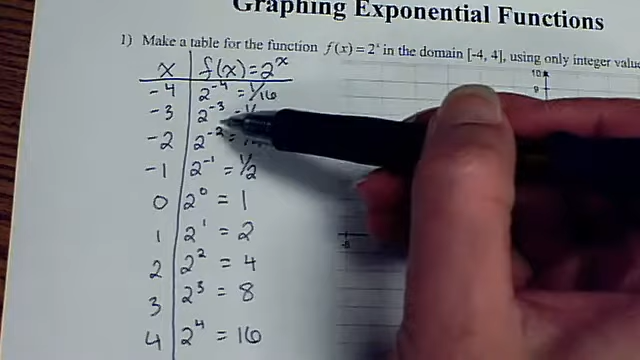 Graphing Exponential Functions
1) Make a table for the function f(x) = 2ˣ in the domain [-4, 4], using only integer
x f(x)=2ˣ
-4 2⁻⁴ = 1/16
-3 2⁻³
-2 2⁻² =
-1 2⁻¹ = 1/2
0 2⁰ = 1
1 2¹ = 2
2 2² = 4
3 2³ = 8
4 2⁴ = 16
10
9
-5